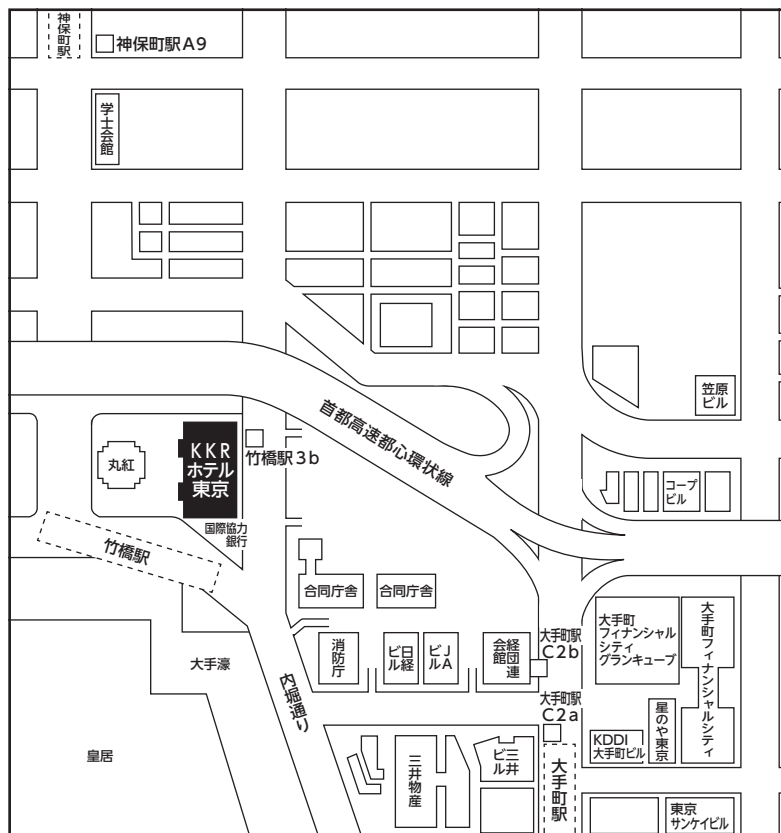 神保町駅
神保町駅A9
学士会館
首都高速都心環状線
笠原
ビル
丸紅
KKR
ホテル
東京
竹橋駅3b
コープ
ビル
国際協力
銀行
竹橋駅
合同庁舎
合同庁舎
大手濠
内堀通り
消防庁
日経
ビル
JA
ビル
経団連
会館
大手町駅
C2b
大手町
フィナンシャル
シティ
グランキューブ
大手町フィナンシャルシティ
大手町駅
C2a
星のや東京
KDDI
大手町ビル
皇居
三井物産
三井
ビル
大手町駅
東京
サンケイビル